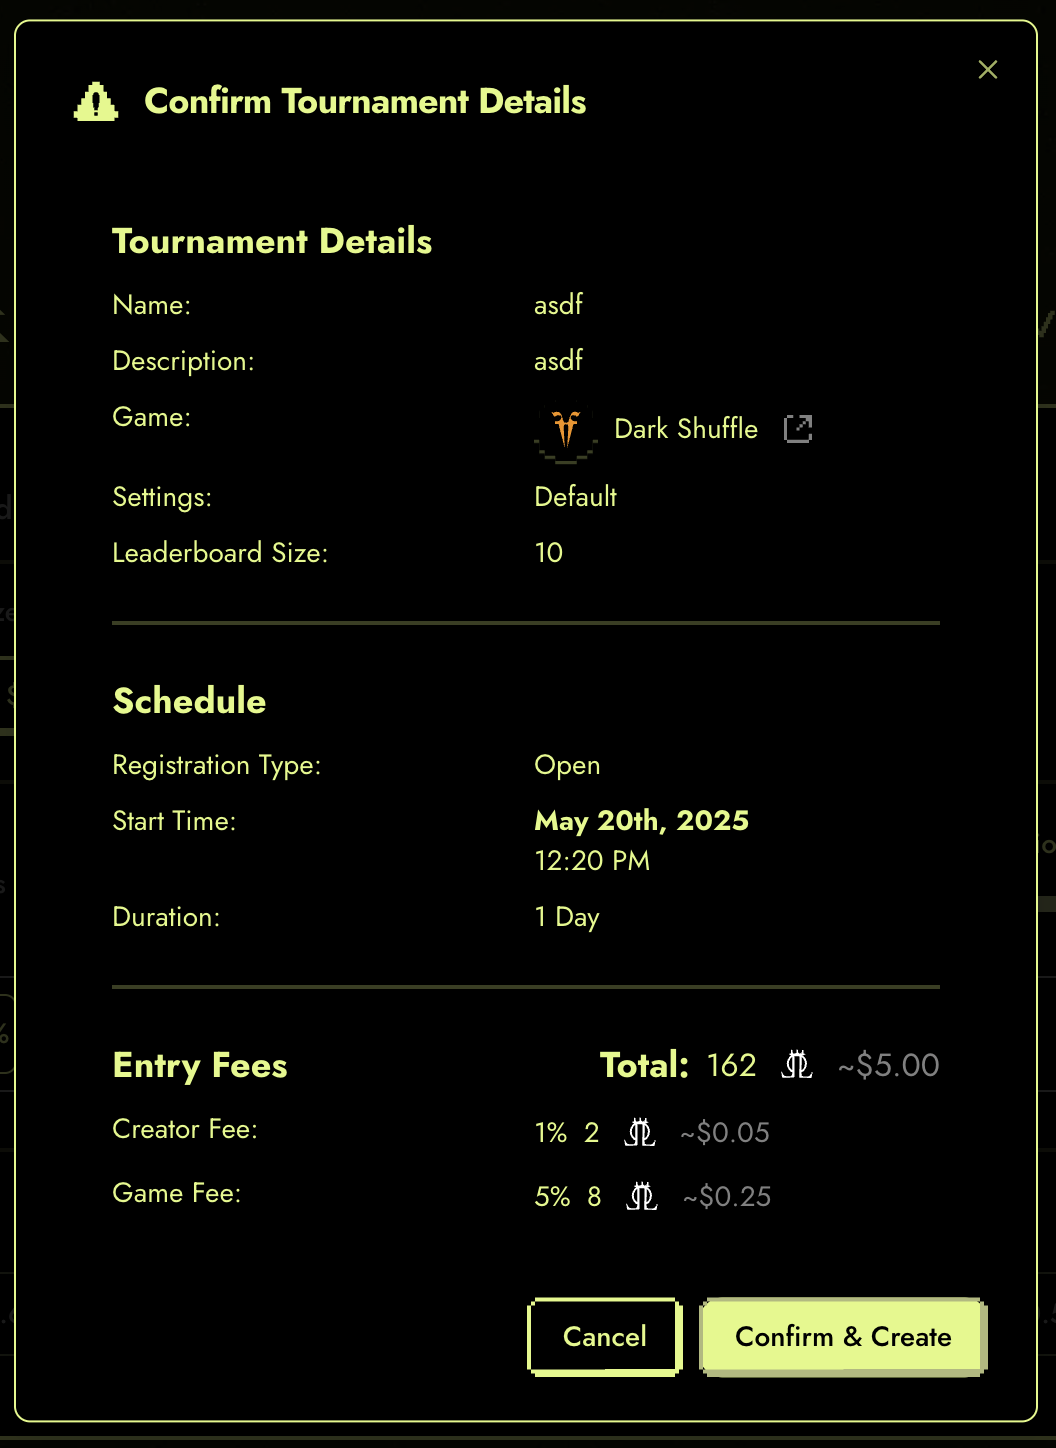 Confirm Tournament Details
Tournament Details
Name: asdf
Description: asdf
Game: Dark Shuffle
Settings: Default
Leaderboard Size: 10
Schedule
Registration Type: Open
Start Time: May 20th, 2025
12:20 PM
Duration: 1 Day
Entry Fees Total: 162 ~$5.00
Creator Fee: 1% 2 ~$0.05
Game Fee: 5% 8 ~$0.25
Cancel Confirm & Create